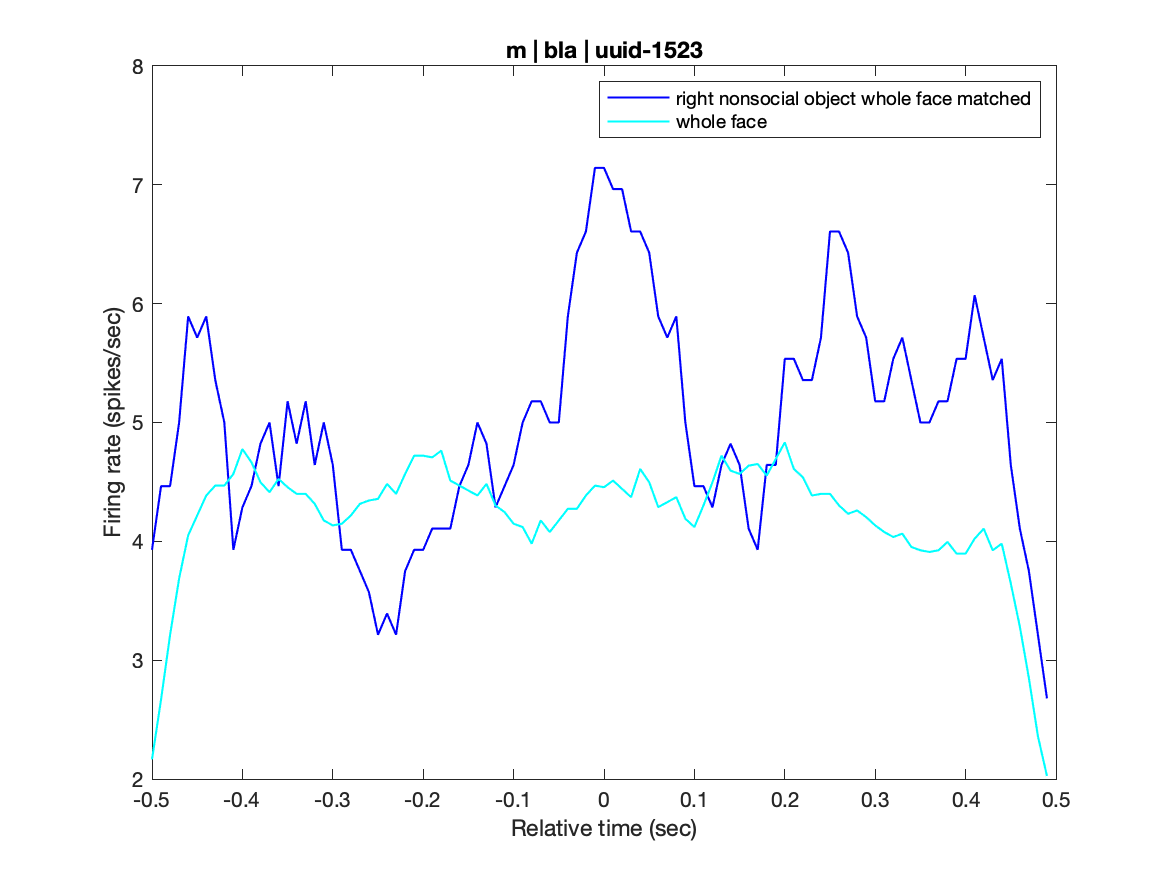 m | bla | uuid-1523
right nonsocial object whole face matched
whole face
Firing rate (spikes/sec)
8
7
6
5
4
3
2
-0.5 -0.4 -0.3 -0.2 -0.1 0 0.1 0.2 0.3 0.4 0.5
Relative time (sec)